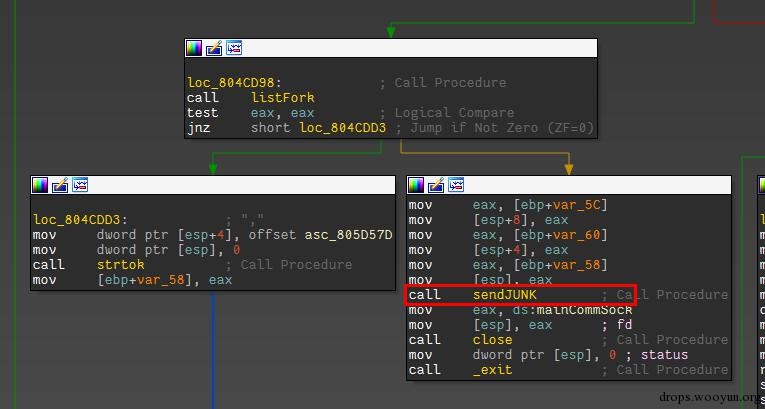 loc_804CD98: ; Call Procedure
call listFork
test eax, eax ; Logical Compare
jnz short loc_804CDD3 ; Jump if Not Zero (ZF=0)
loc_804CDD3: ; ","
mov dword ptr [esp+4], offset asc_805D57D
mov dword ptr [esp], 0
call strtok ; Call Procedure
mov [ebp+var_58], eax
mov eax, [ebp+var_5C]
mov [esp+8], eax
mov eax, [ebp+var_60]
mov [esp+4], eax
mov eax, [ebp+var_58]
mov [esp], eax
call sendJUNK ; Call Procedure
mov eax, ds:mainCommSock
mov [esp], eax ; fd
call close ; Call Procedure
mov dword ptr [esp], 0 ; status
call _exit ; Call Procedure
drops.wooyun.org